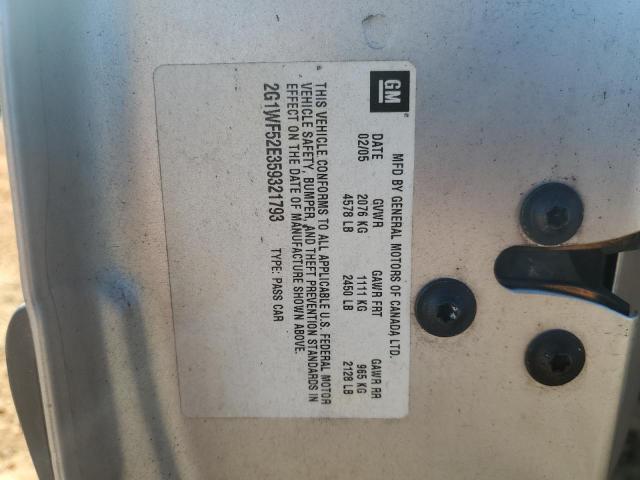 GM
MFD BY GENERAL MOTORS OF CANADA LTD.
DATE GVWR GAWR FRT GAWR RR
02/05 2076 KG 1111 KG 965 KG
4578 LB 2450 LB 2128 LB
THIS VEHICLE CONFORMS TO ALL APPLICABLE U.S. FEDERAL MOTOR
VEHICLE SAFETY, BUMPER, AND THEFT PREVENTION STANDARDS IN
EFFECT ON THE DATE OF MANUFACTURE SHOWN ABOVE.
2G1WF52E359321793 TYPE: PASS CAR